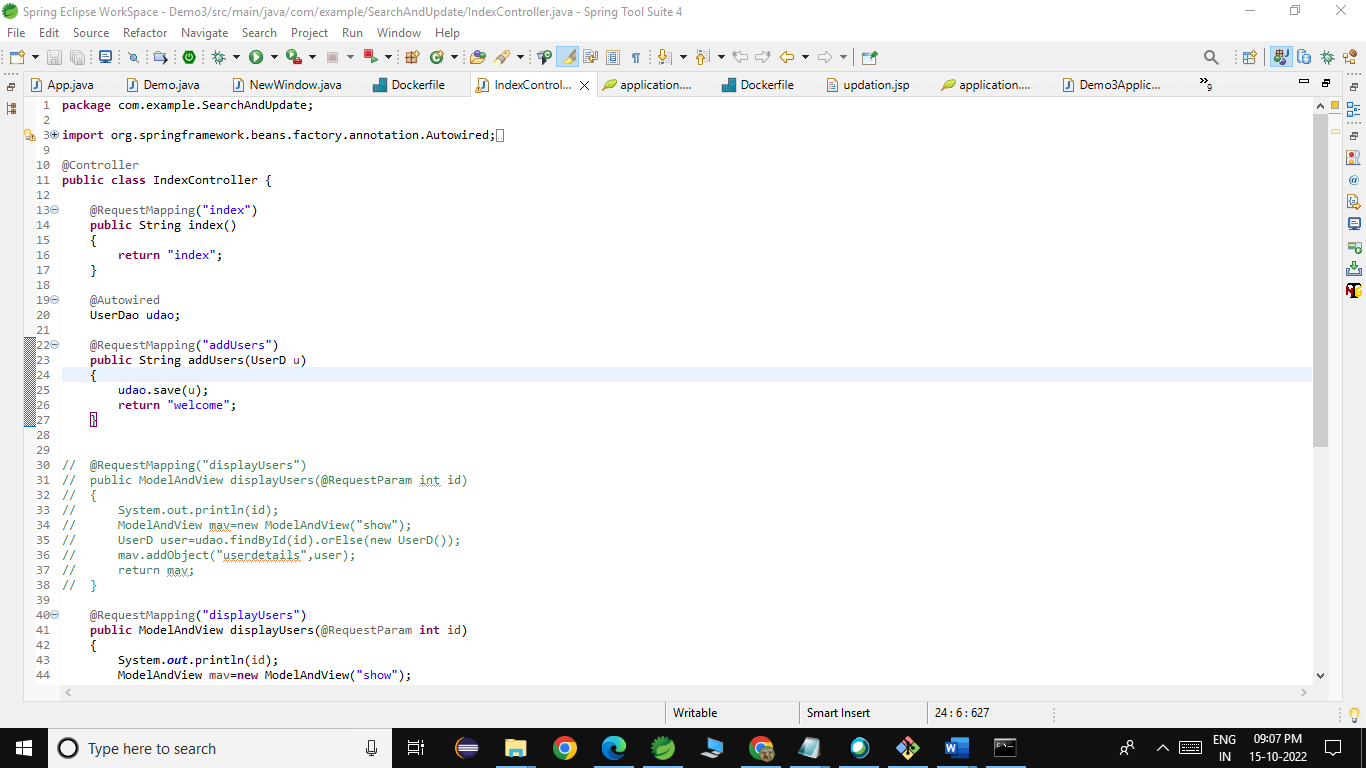 Spring Eclipse WorkSpace - Demo3/src/main/java/com/example/SearchAndUpdate/IndexController.java - Spring Tool Suite 4
File Edit Source Refactor Navigate Search Project Run Window Help
App.java Demo.java NewWindow.java Dockerfile IndexControl... application.... Dockerfile updation.jsp application.... Demo3Applic... »9
1 package com.example.SearchAndUpdate;
2
3 import org.springframework.beans.factory.annotation.Autowired;
9
10 @Controller
11 public class IndexController {
12
13 @RequestMapping("index")
14 public String index()
15 {
16 return "index";
17 }
18
19 @Autowired
20 UserDao udao;
21
22 @RequestMapping("addUsers")
23 public String addUsers(UserD u)
24 {
25 udao.save(u);
26 return "welcome";
27 }
28
29
30 // @RequestMapping("displayUsers")
31 // public ModelAndView displayUsers(@RequestParam int id)
32 // {
33 // System.out.println(id);
34 // ModelAndView mav=new ModelAndView("show");
35 // UserD user=udao.findById(id).orElse(new UserD());
36 // mav.addObject("userdetails",user);
37 // return mav;
38 // }
39
40 @RequestMapping("displayUsers")
41 public ModelAndView displayUsers(@RequestParam int id)
42 {
43 System.out.println(id);
44 ModelAndView mav=new ModelAndView("show");
Writable Smart Insert 24 : 6 : 627
Type here to search
ENG 09:07 PM
IN 15-10-2022